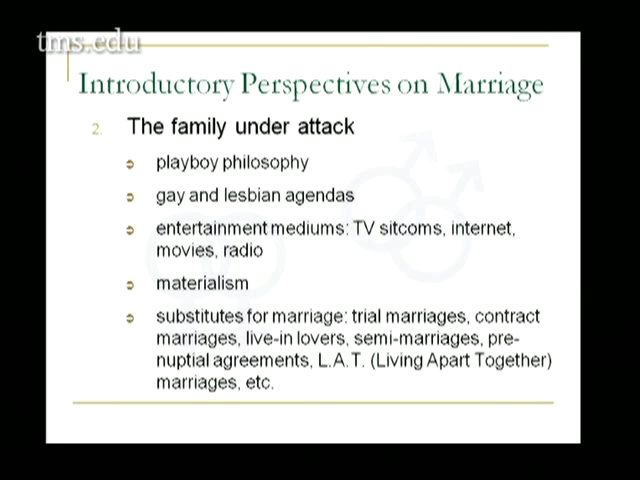 tms.edu
Introductory Perspectives on Marriage
2. The family under attack
playboy philosophy
gay and lesbian agendas
entertainment mediums: TV sitcoms, internet,
movies, radio
materialism
substitutes for marriage: trial marriages, contract
marriages, live-in lovers, semi-marriages, pre-
nuptial agreements, L.A.T. (Living Apart Together)
marriages, etc.